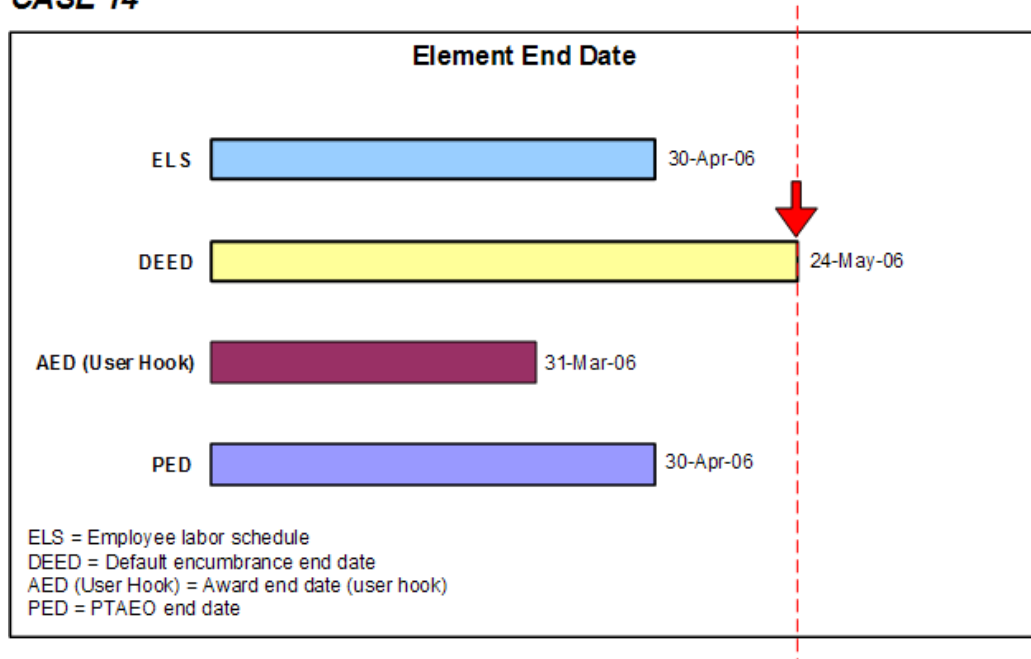 CASE 14
Element End Date
ELS
30-Apr-06
DEED
24-May-06
AED (User Hook)
31-Mar-06
PED
30-Apr-06
ELS = Employee labor schedule
DEED = Default encumbrance end date
AED (User Hook) = Award end date (user hook)
PED = PTAEO end date